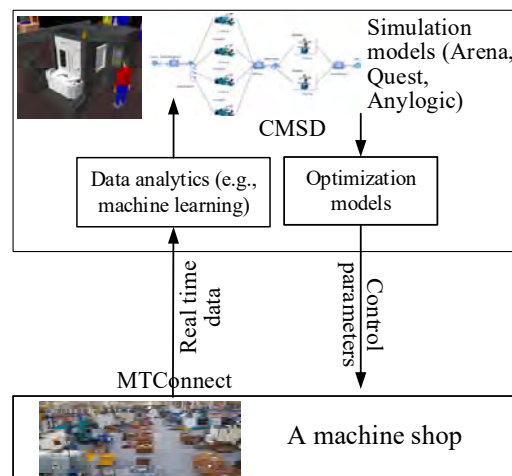 Simulation
models (Arena,
Quest,
Anylogic)
CMSD
Data analytics (e.g.,
machine learning)
Optimization
models
Real time
data
Control
parameters
MTConnect
A machine shop